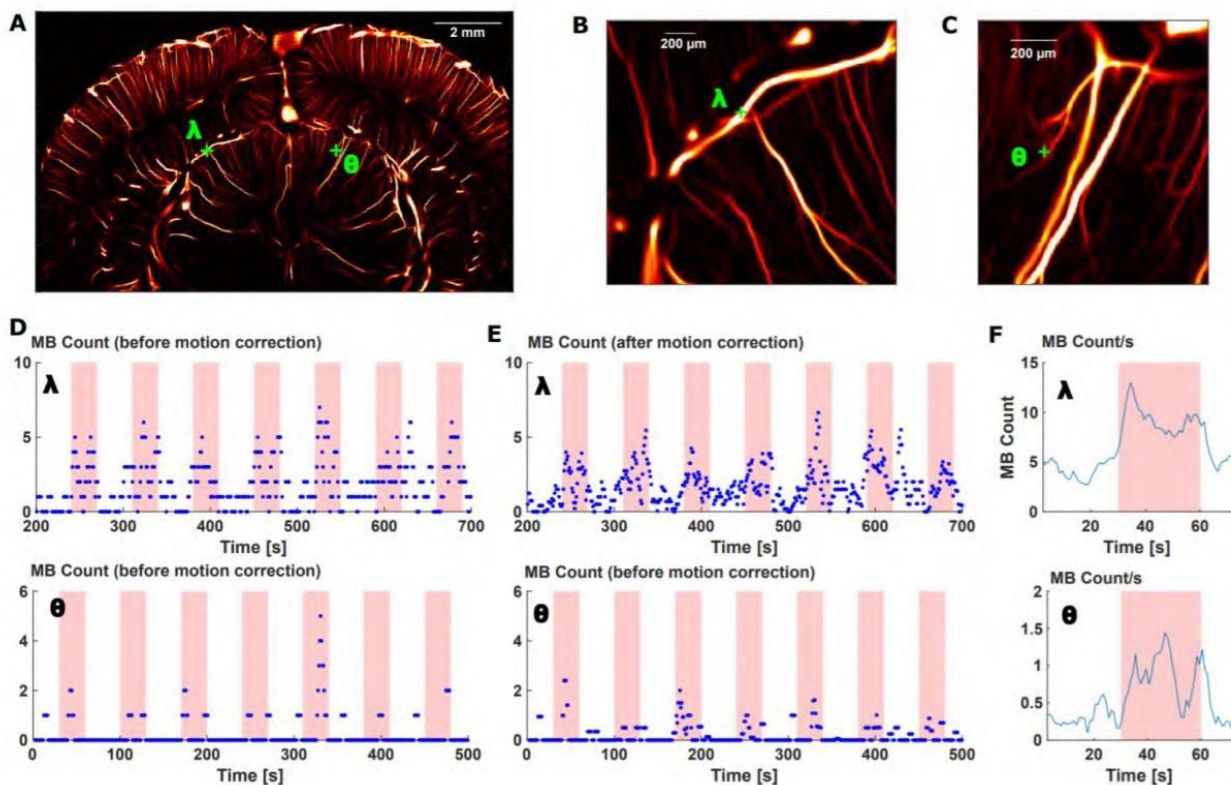 A
2 mm
λ
θ
B
200 µm
λ
C
200 µm
θ
D
MB Count (before motion correction)
10
5
0
λ
200 300 400 500 600 700
Time [s]
E
MB Count (after motion correction)
10
5
0
λ
200 300 400 500 600 700
Time [s]
F
MB Count/s
MB Count
15
10
5
0
λ
20 40 60
Time [s]
MB Count (before motion correction)
6
4
2
0
θ
0 100 200 300 400 500
Time [s]
MB Count (before motion correction)
6
4
2
0
θ
0 100 200 300 400 500
Time [s]
MB Count/s
2
1.5
1
0.5
0
θ
20 40 60
Time [s]